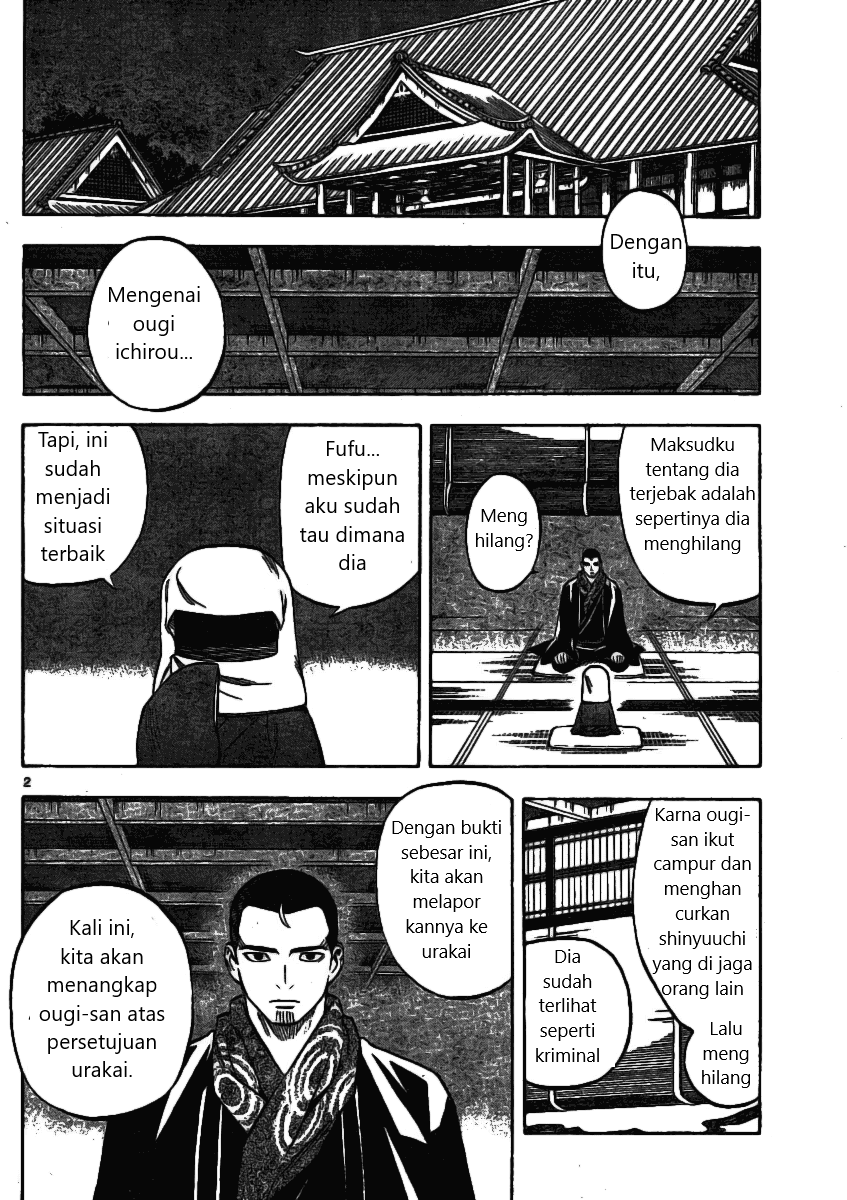 Dengan
itu,
Mengenai
ougi
ichirou...
Maksudku
tentang dia
terjebak adalah
sepertinya dia
menghilang
Meng
hilang?
Fufu...
meskipun
aku sudah
tau dimana
dia
Tapi, ini
sudah
menjadi
situasi
terbaik
2
Karna ougi-
san ikut
campur dan
menghan
curkan
shinyuuchi
yang di jaga
orang lain
Lalu
meng
hilang
Dia
sudah
terlihat
seperti
kriminal
Dengan bukti
sebesar ini,
kita akan
melapor
kannya ke
urakai
Kali ini,
kita akan
menangkap
ougi-san atas
persetujuan
urakai.